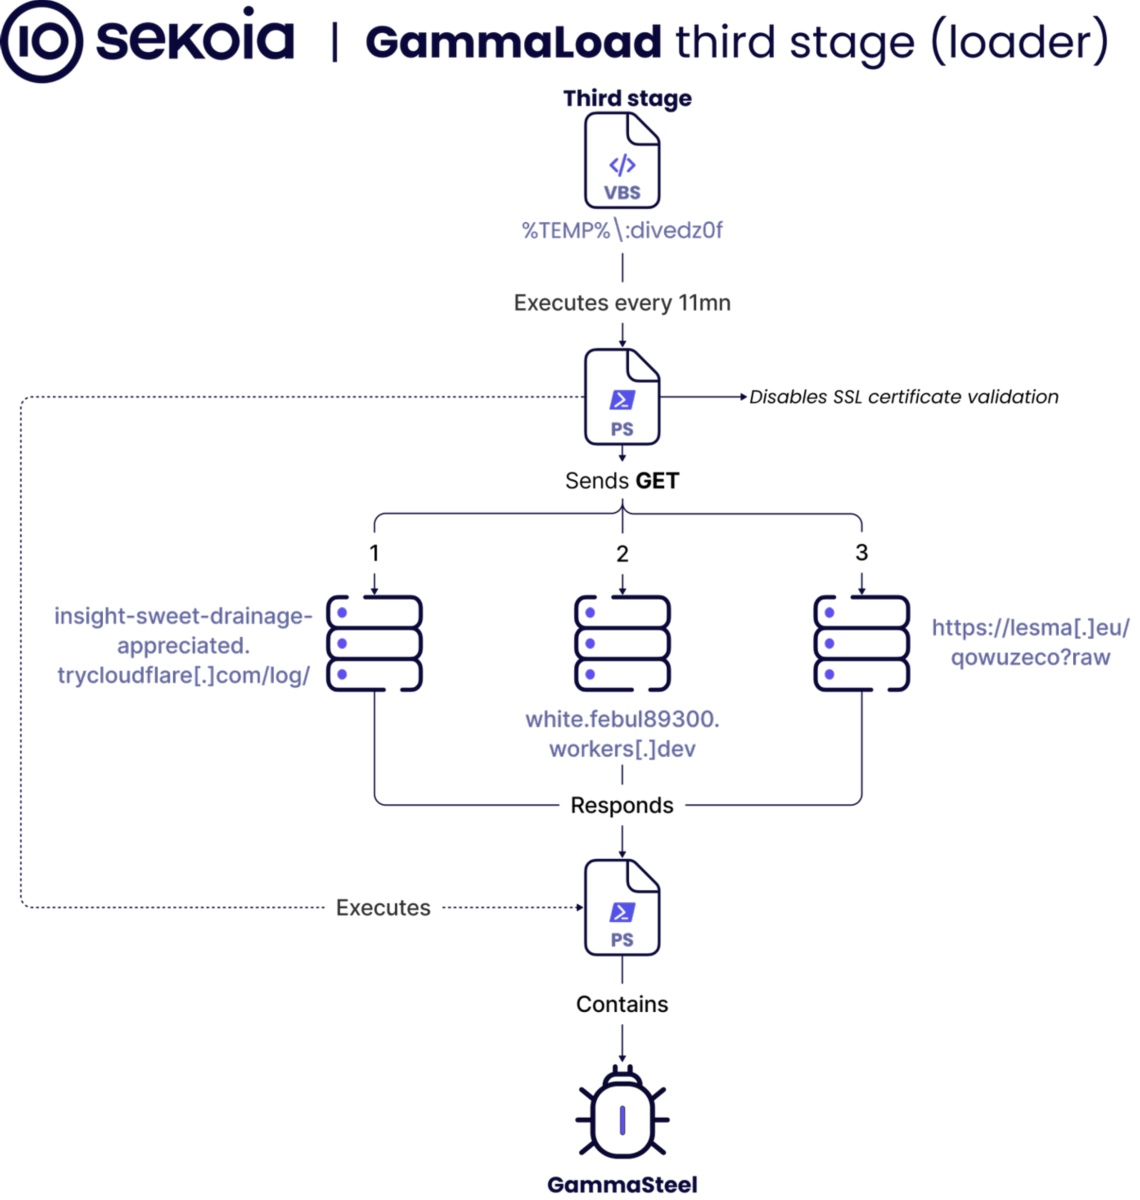 IO sekoia | GammaLoad third stage (loader)
Third stage
</>
VBS
%TEMP%\:divedz0f
Executes every 11mn
PS
Disables SSL certificate validation
Sends GET
1
2
3
insight-sweet-drainage-
appreciated.
trycloudflare[.]com/log/
white.febul89300.
workers[.]dev
https://lesma[.]eu/
qowuzeco?raw
Responds
Executes
PS
Contains
GammaSteel